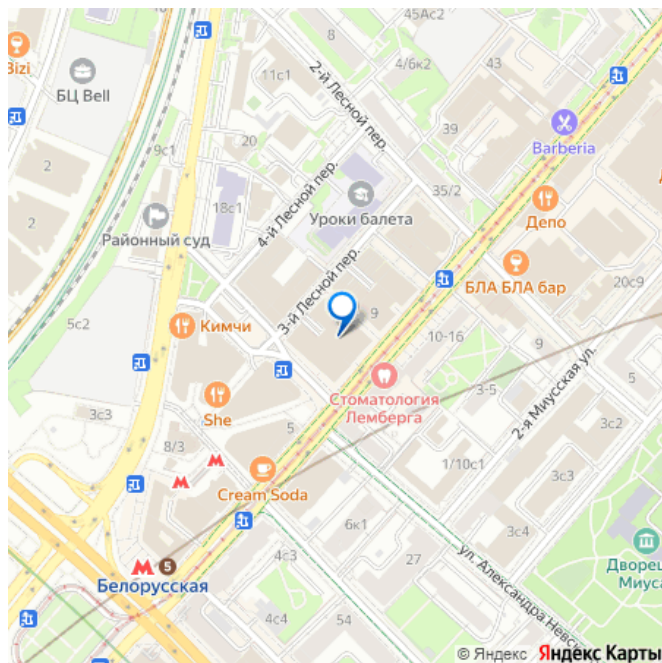 Bizi
БЦ Bell
9с1
2
2
5с2
3с3
8
11с1
20
18с1
Районный суд
45Ас2
2-й Лесной пер.
4/6к2
43
39
35/2
Barberia
Депо
БЛА БЛА бар
20с9
4-й Лесной пер.
Уроки балета
3-й Лесной пер.
9
Кимчи
She
8/3
5
Cream Soda
Стоматология
Лемберга
10-16
9
3-5
2-я Миусская ул.
5
3с2
1/10с1
3с3
3с4
6к1
27
ул. Александра Невск
Дворец
Миуса
Белорусская
5
4с3
4с4
54
© Яндекс Яндекс Карты